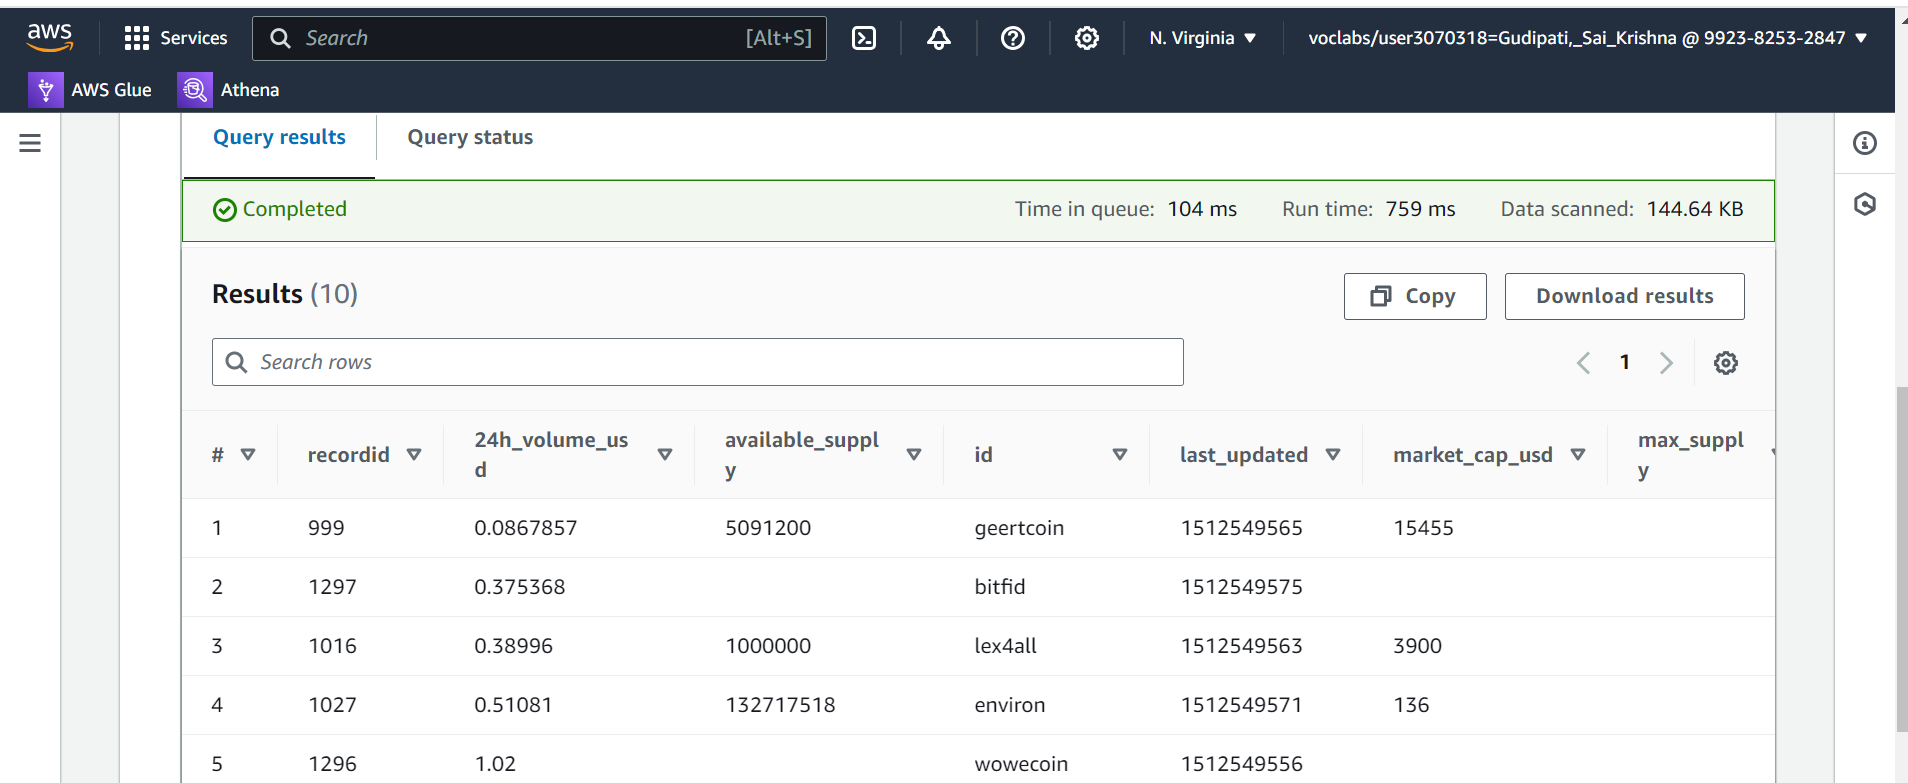 aws
Services
Search [Alt+S]
N. Virginia
voclabs/user3070318=Gudipati,_Sai_Krishna @ 9923-8253-2847
AWS Glue
Athena
Query results
Query status
Completed
Time in queue: 104 ms
Run time: 759 ms
Data scanned: 144.64 KB
Results (10)
Copy
Download results
Search rows
1
# recordid 24h_volume_us
d available_suppl
y id last_updated market_cap_usd max_suppl
y
1 999 0.0867857 5091200 geertcoin 1512549565 15455
2 1297 0.375368 bitfid 1512549575
3 1016 0.38996 1000000 lex4all 1512549563 3900
4 1027 0.51081 132717518 environ 1512549571 136
5 1296 1.02 wowecoin 1512549556